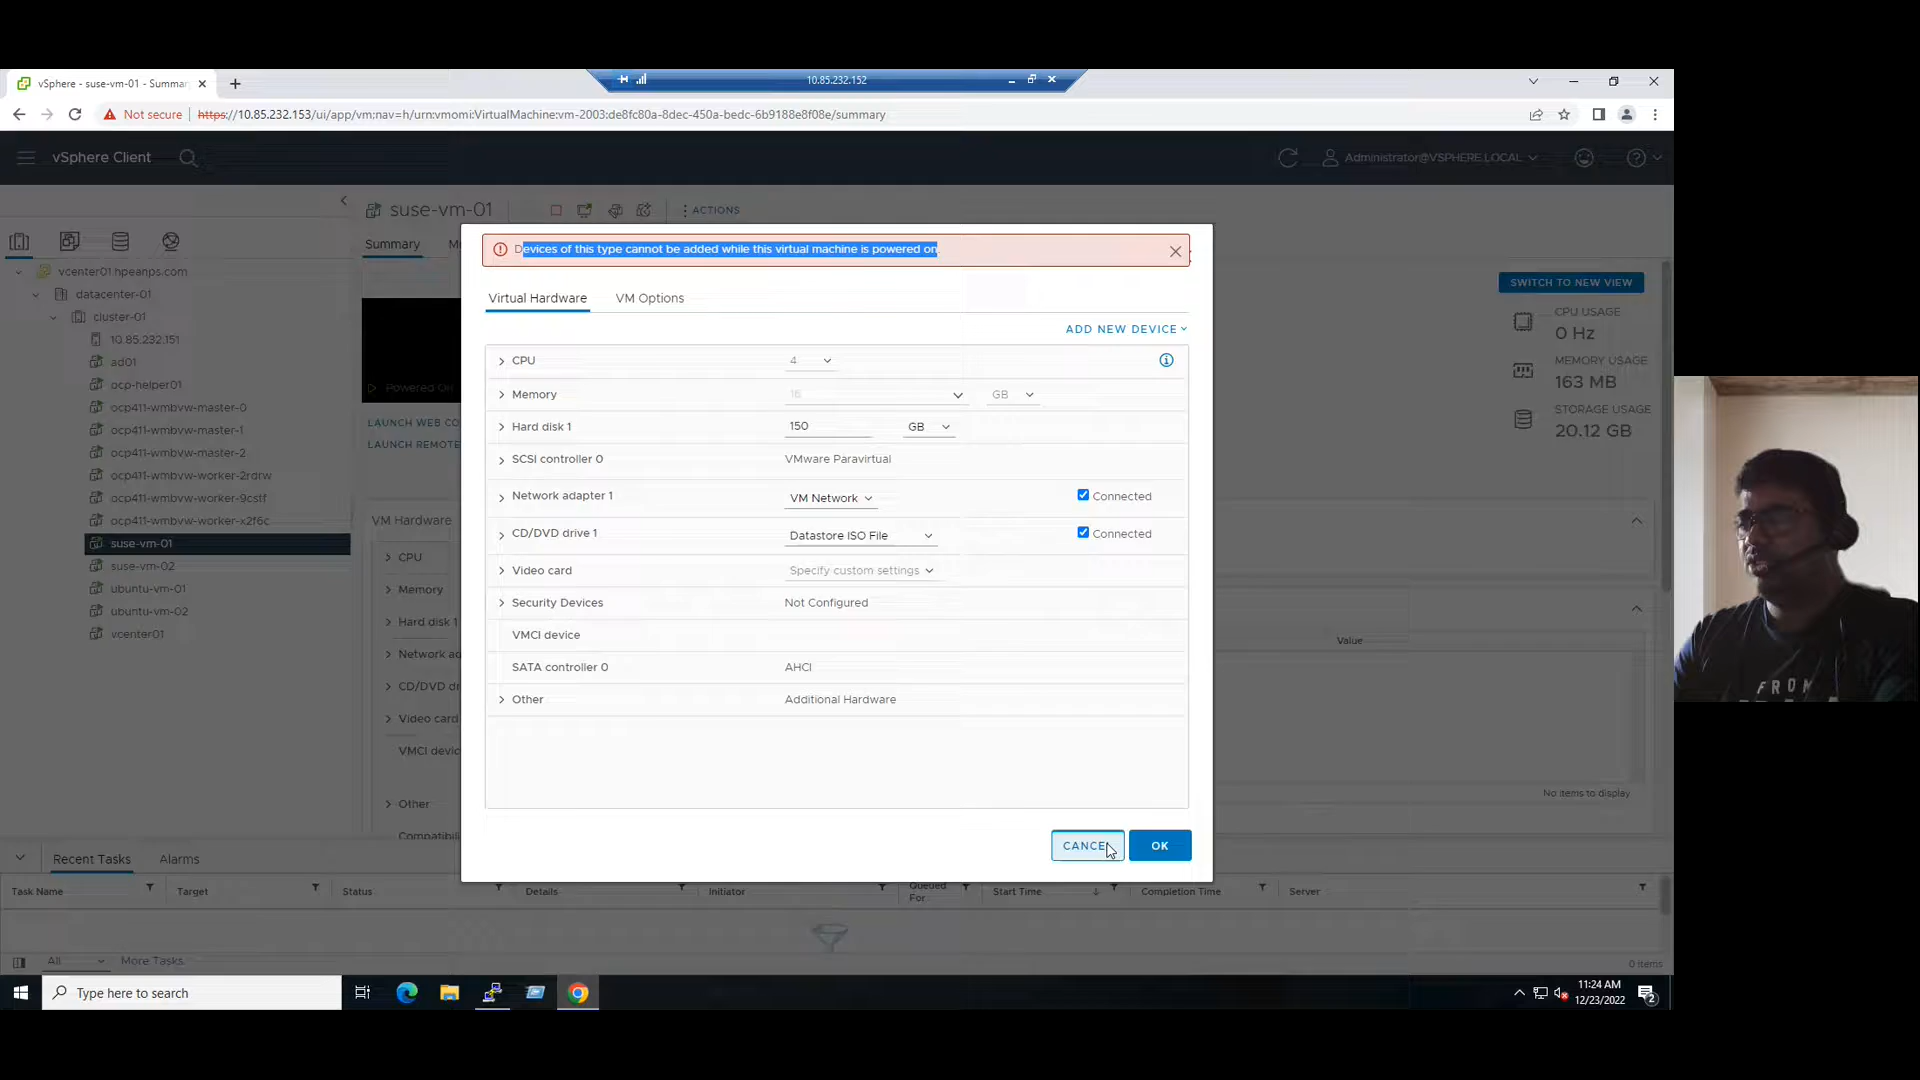 vSphere - suse-vm-01 - Summar
10.85.232.152
Not secure
https://10.85.232.153/ui/app/vm;nav=h/urn:vmomi:VirtualMachine:vm-2003:de8fc80a-8dec-450a-bedc-6b9188e8f08e/summary
vSphere Client
Administrator@VSPHERE.LOCAL
suse-vm-01
ACTIONS
Summary
M
vcenter01.hpeanps.com
datacenter-01
cluster-01
10.85.232.151
ad01
ocp-helper01
ocp411-wmbvw-master-0
ocp411-wmbvw-master-1
ocp411-wmbvw-master-2
ocp411-wmbvw-worker-2rdrw
ocp411-wmbvw-worker-9csff
ocp411-wmbvw-worker-x2f6c
suse-vm-01
suse-vm-02
ubuntu-vm-01
ubuntu-vm-02
vcenter01
Powered On
LAUNCH WEB CO
LAUNCH REMOTE
VM Hardware
CPU
Memory
Hard disk 1
Network ad
CD/DVD dr
Video card
VMCI devic
Other
Compatibil
Devices of this type cannot be added while this virtual machine is powered on.
Virtual Hardware
VM Options
ADD NEW DEVICE
CPU
4
Memory
16
GB
Hard disk 1
150
GB
SCSI controller 0
VMware Paravirtual
Network adapter 1
VM Network
Connected
CD/DVD drive 1
Datastore ISO File
Connected
Video card
Specify custom settings
Security Devices
Not Configured
VMCI device
SATA controller 0
AHCI
Other
Additional Hardware
CANCEL
OK
SWITCH TO NEW VIEW
CPU USAGE
0 Hz
MEMORY USAGE
163 MB
STORAGE USAGE
20.12 GB
Value
No items to display
Recent Tasks
Alarms
Task Name
Target
Status
Details
Initiator
Queued
For
Start Time
Completion Time
Server
All
More Tasks
0 items
Type here to search
11:24 AM
12/23/2022
2
FROM